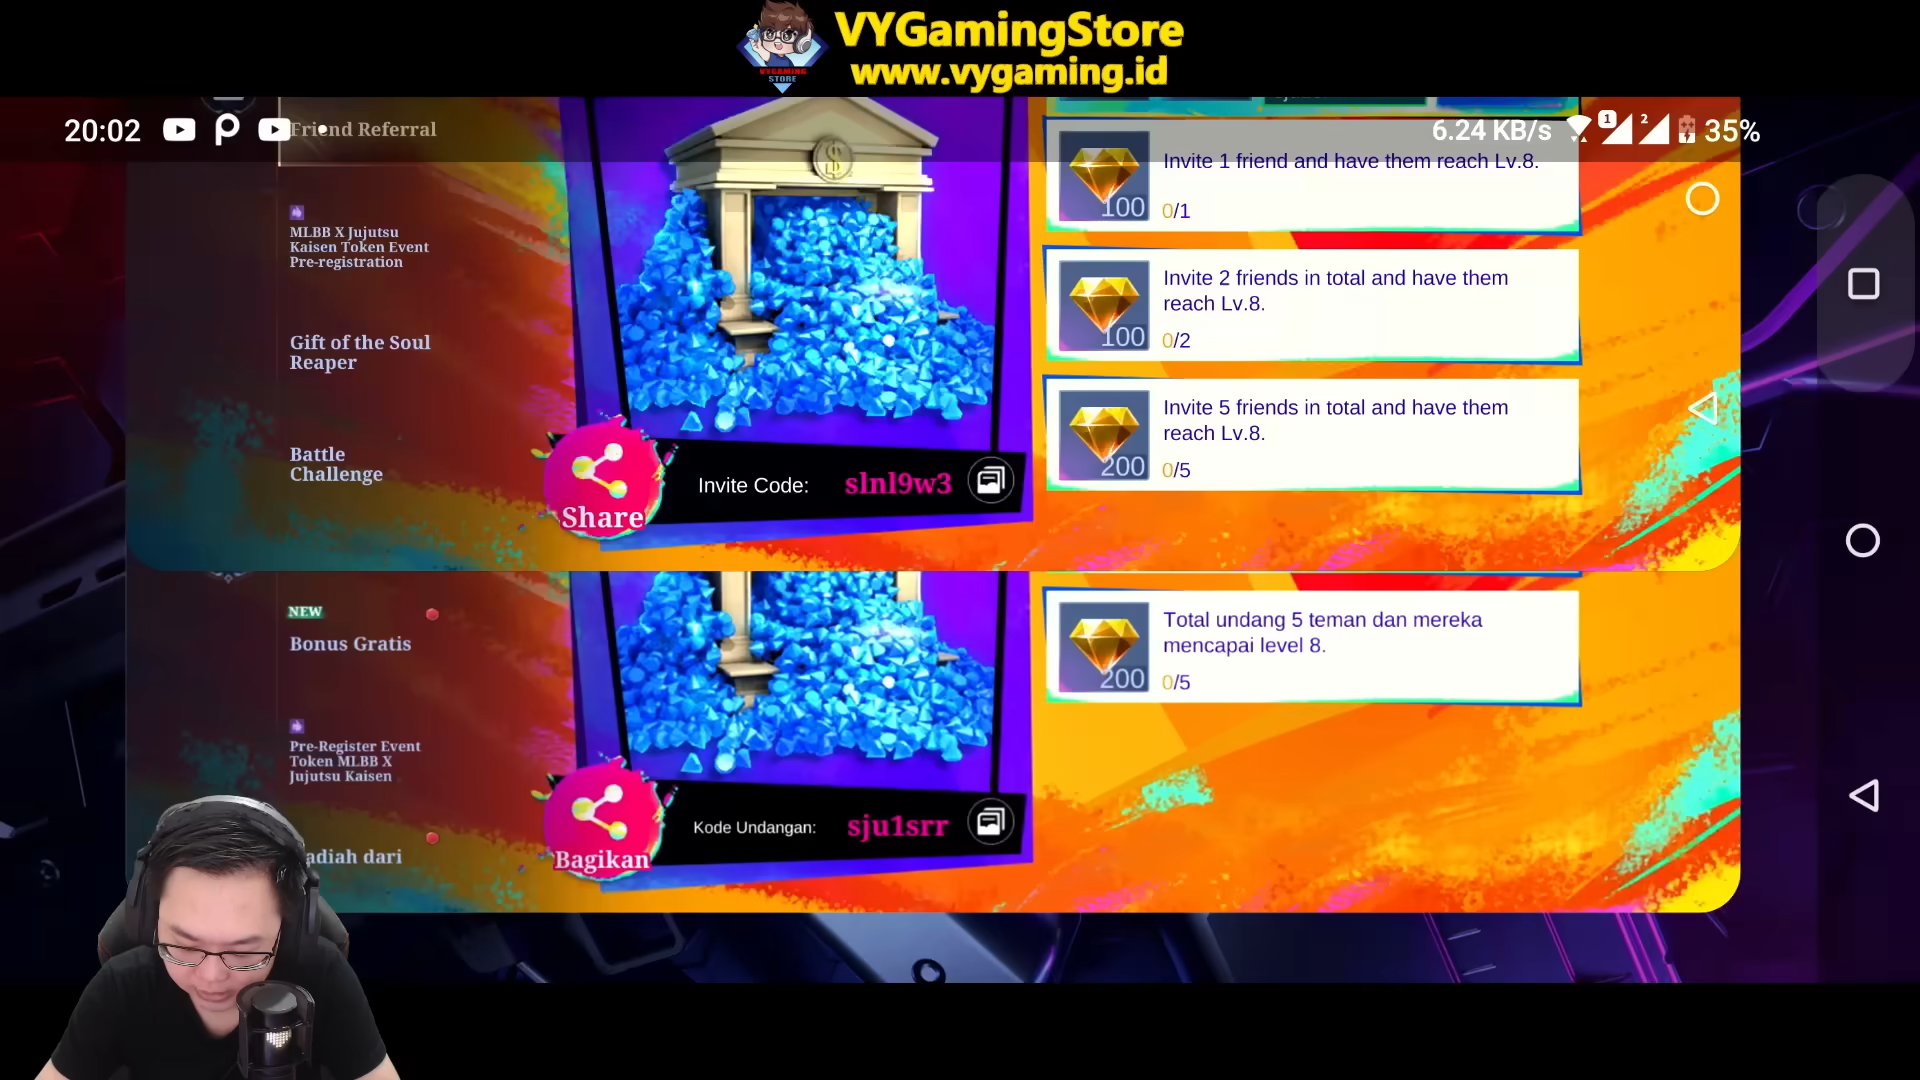 VYGamingStore
www.vygaming.id
VYGAMING
STORE
20:02
Friend Referral
6.24 KB/s
1
2
35%
MLBB X Jujutsu
Kaisen Token Event
Pre-registration
Gift of the Soul
Reaper
Battle
Challenge
Share
Invite Code:
slnl9w3
100
Invite 1 friend and have them reach Lv.8.
0/1
100
Invite 2 friends in total and have them
reach Lv.8.
0/2
200
Invite 5 friends in total and have them
reach Lv.8.
0/5
NEW
Bonus Gratis
Pre-Register Event
Token MLBB X
Jujutsu Kaisen
adiah dari
Bagikan
Kode Undangan:
sju1srr
200
Total undang 5 teman dan mereka
mencapai level 8.
0/5